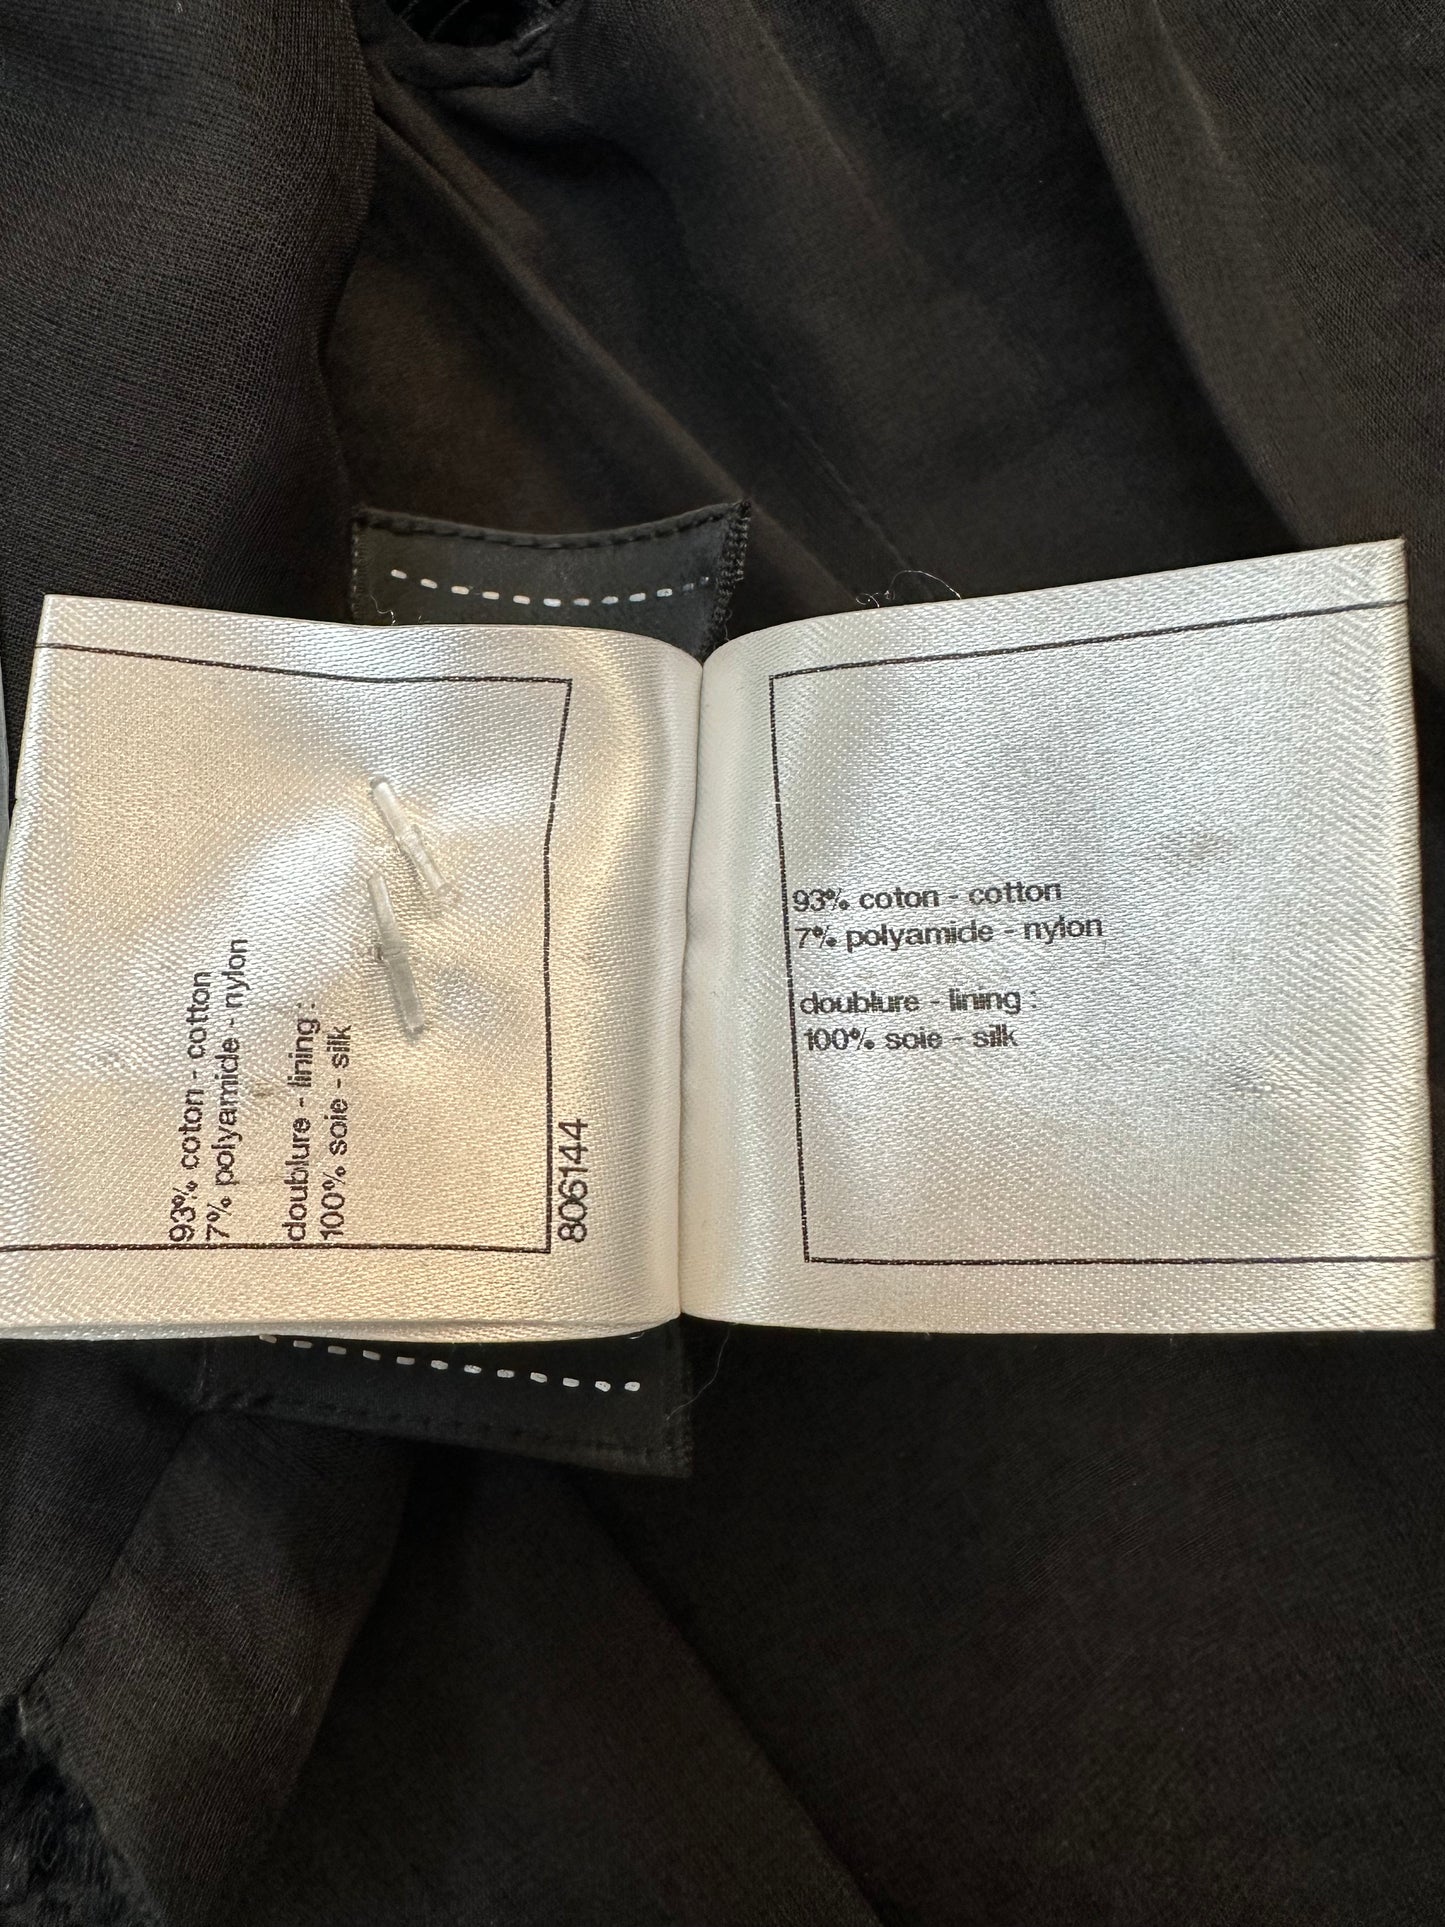 93% coton - cotton
7% polyamide - nylon
doublure - lining :
100% soie - silk
806144
93% coton - cotton
7% polyamide - nylon
doublure - lining :
100% soie - silk